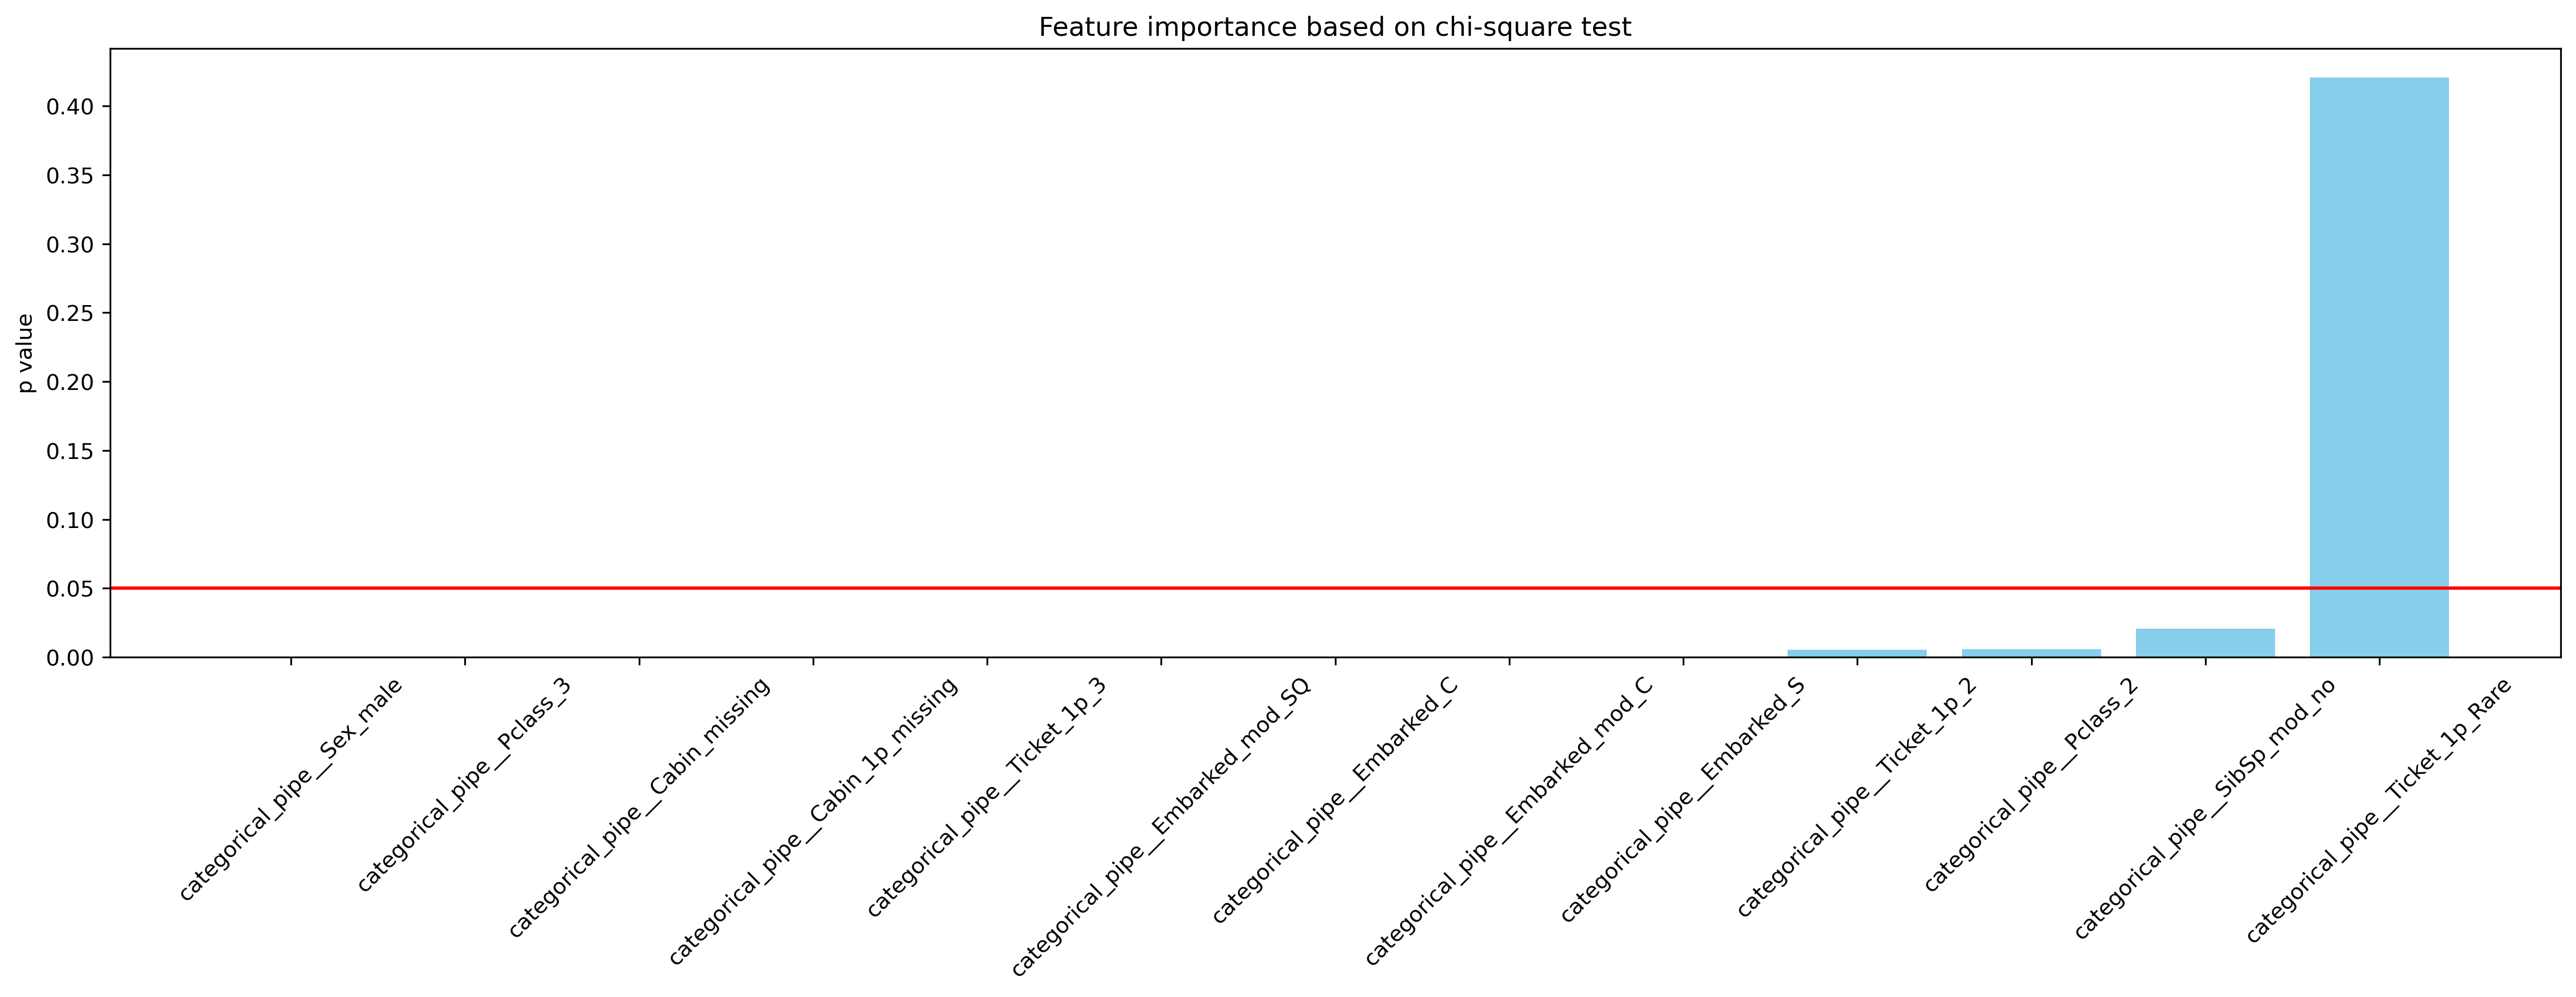 Feature importance based on chi-square test
p value
0.40
0.35
0.30
0.25
0.20
0.15
0.10
0.05
0.00
categorical_pipe__Sex_male
categorical_pipe__Pclass_3
categorical_pipe__Cabin_missing
categorical_pipe__Cabin_1p_missing
categorical_pipe__Ticket_1p_3
categorical_pipe__Embarked_mod_SQ
categorical_pipe__Embarked_C
categorical_pipe__Embarked_mod_C
categorical_pipe__Embarked_S
categorical_pipe__Ticket_1p_2
categorical_pipe__Pclass_2
categorical_pipe__SibSp_mod_no
categorical_pipe__Ticket_1p_Rare